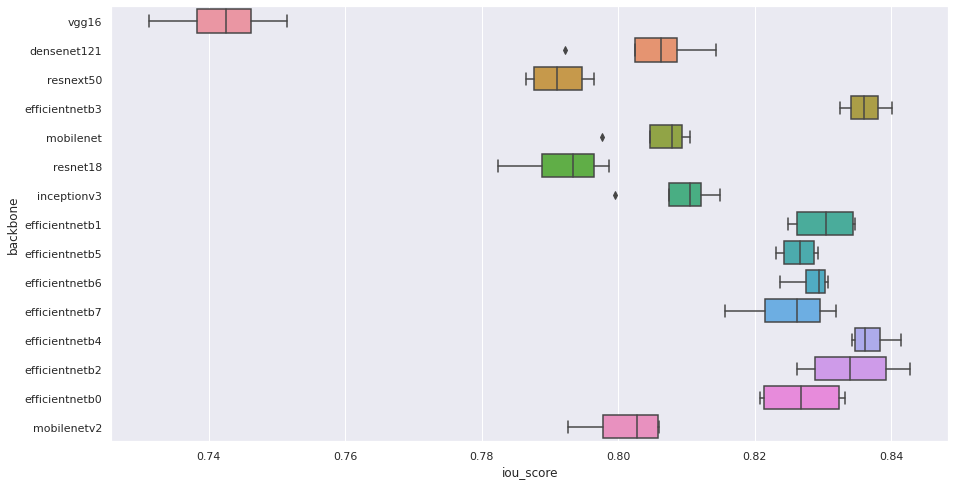 vgg16
densenet121
resnext50
efficientnetb3
mobilenet
resnet18
inceptionv3
efficientnetb1
efficientnetb5
efficientnetb6
efficientnetb7
efficientnetb4
efficientnetb2
efficientnetb0
mobilenetv2
backbone
0.74 0.76 0.78 0.80 0.82 0.84
iou_score